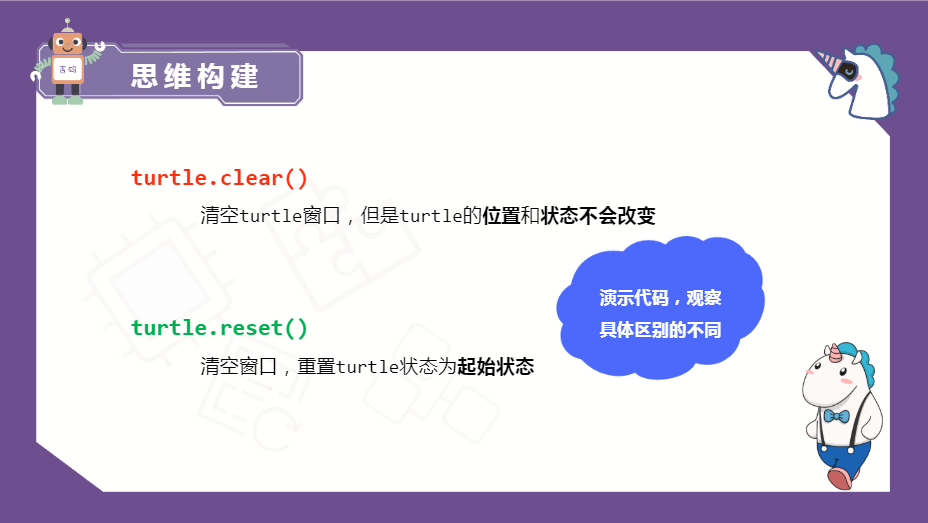 吉吗
思维构建
turtle.clear()
清空turtle窗口，但是turtle的位置和状态不会改变
演示代码，观察
具体区别的不同
turtle.reset()
清空窗口，重置turtle状态为起始状态